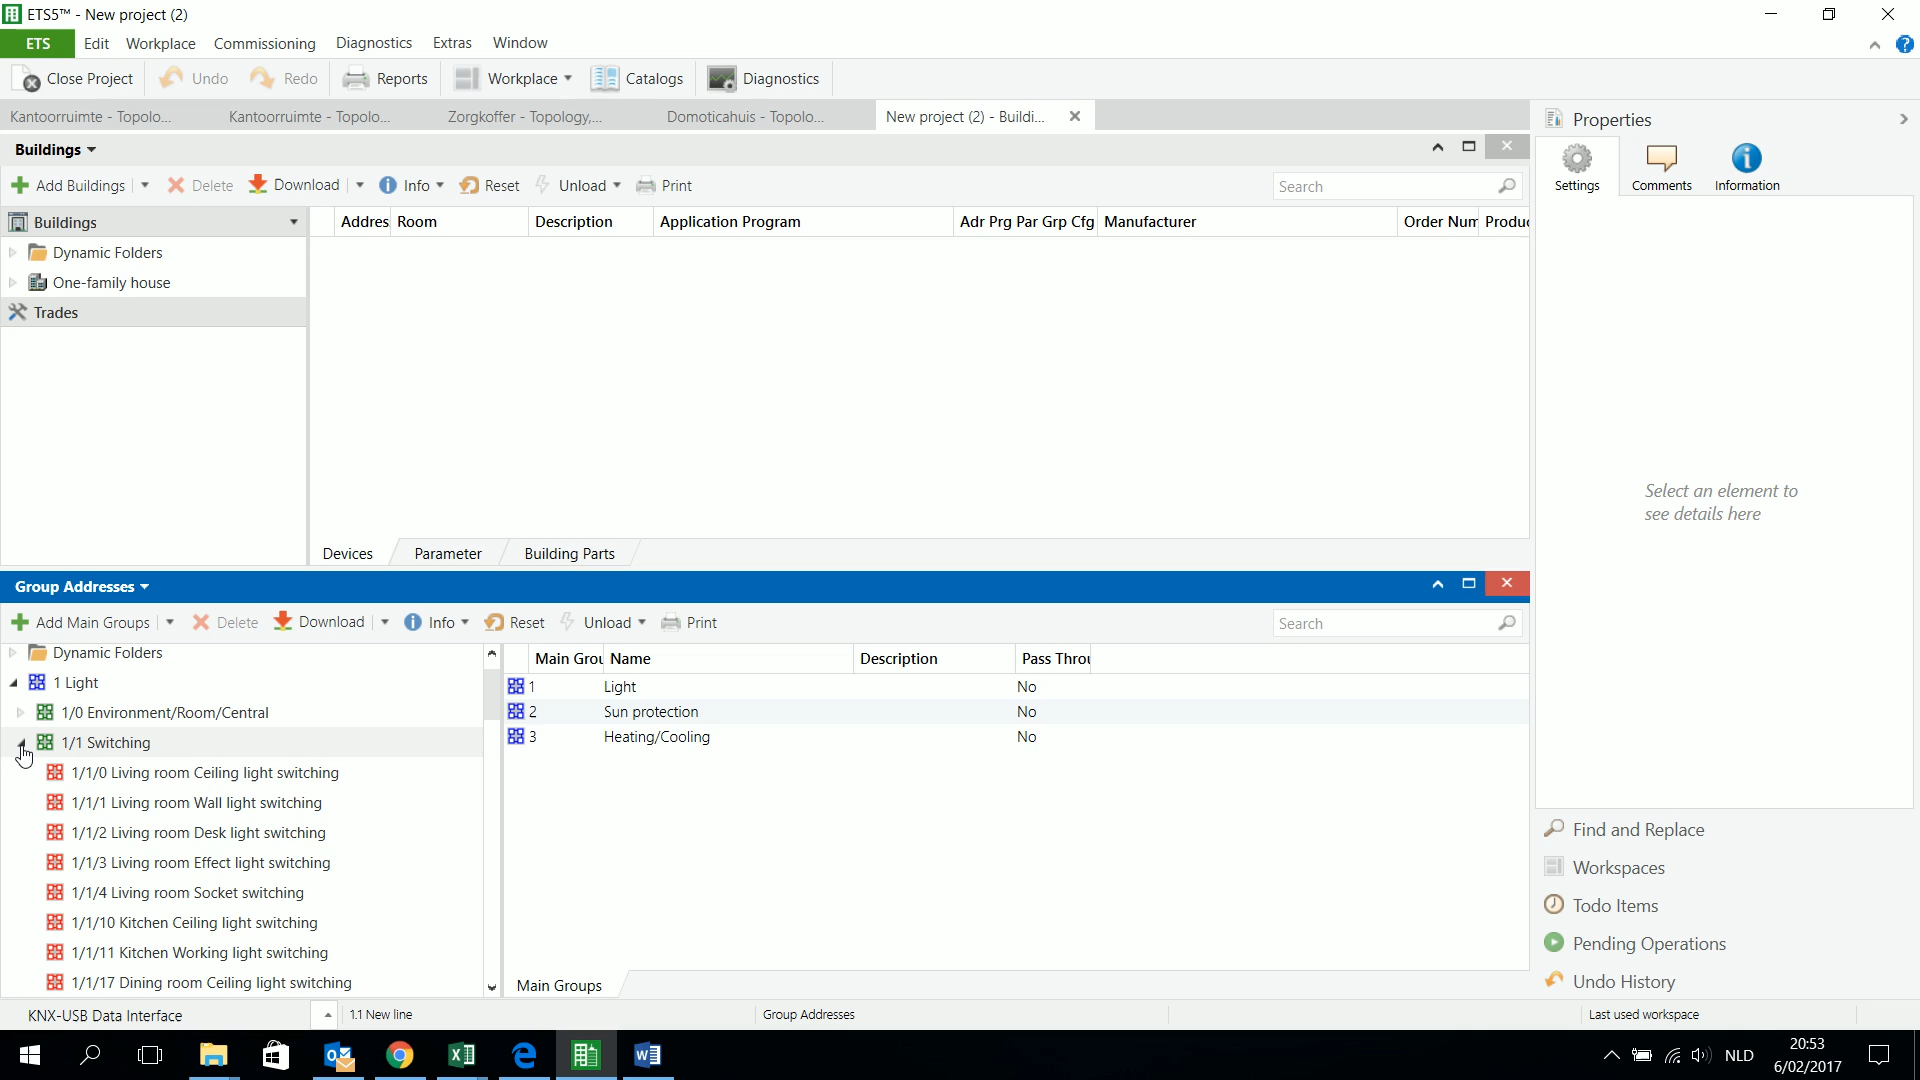 ETS5™ - New project (2)
ETS Edit Workplace Commissioning Diagnostics Extras Window
Close Project Undo Redo Reports Workplace Catalogs Diagnostics
Kantoorruimte - Topolo... Kantoorruimte - Topolo... Zorgkoffer - Topology,... Domoticahuis - Topolo... New project (2) - Buildi...
Properties
Buildings
Settings Comments Information
Add Buildings Delete Download Info Reset Unload Print Search
Buildings
Addres Room Description Application Program Adr Prg Par Grp Cfg Manufacturer Order Num Produc
Dynamic Folders
One-family house
Trades
Select an element to
see details here
Devices Parameter Building Parts
Group Addresses
Add Main Groups Delete Download Info Reset Unload Print Search
Dynamic Folders
1 Light
1/0 Environment/Room/Central
1/1 Switching
1/1/0 Living room Ceiling light switching
1/1/1 Living room Wall light switching
1/1/2 Living room Desk light switching
1/1/3 Living room Effect light switching
1/1/4 Living room Socket switching
1/1/10 Kitchen Ceiling light switching
1/1/11 Kitchen Working light switching
1/1/17 Dining room Ceiling light switching
Main Grou Name Description Pass Throu
1 Light No
2 Sun protection No
3 Heating/Cooling No
Main Groups
Find and Replace
Workspaces
Todo Items
Pending Operations
Undo History
KNX-USB Data Interface 1.1 New line Group Addresses Last used workspace
NLD
20:53
6/02/2017